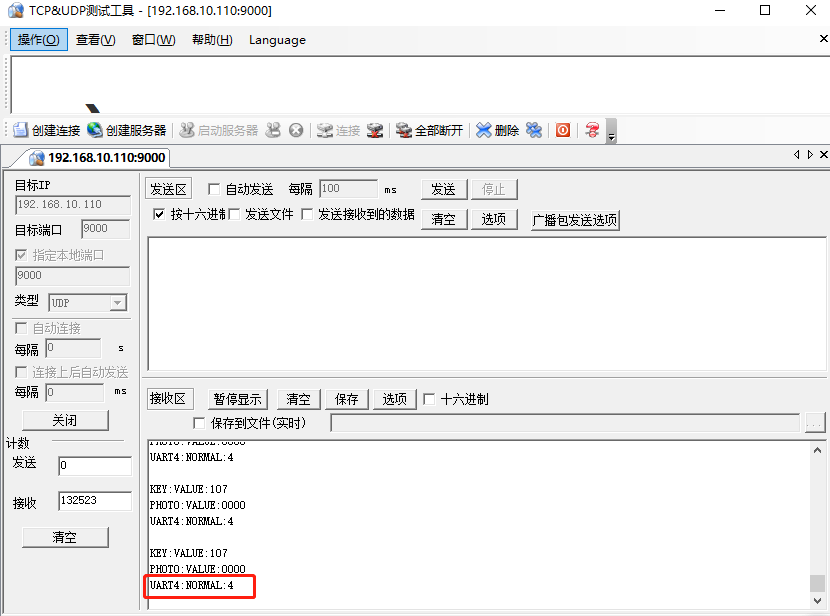 TCP&UDP测试工具 - [192.168.10.110:9000]
操作(O) 查看(V) 窗口(W) 帮助(H) Language
创建连接 创建服务器 启动服务器 连接 全部断开 删除
192.168.10.110:9000
目标IP
192.168.10.110
目标端口 9000
指定本地端口
9000
类型 UDP
自动连接
每隔 0 s
连接上后自动发送
每隔 0 ms
关闭
计数
发送 0
接收 132523
清空
发送区 自动发送 每隔 100 ms 发送 停止
按十六进制 发送文件 发送接收到的数据 清空 选项 广播包发送选项
接收区 暂停显示 清空 保存 选项 十六进制
保存到文件(实时) ...
PHOTO:VALUE:0000
UART4:NORMAL:4
KEY:VALUE:107
PHOTO:VALUE:0000
UART4:NORMAL:4
KEY:VALUE:107
PHOTO:VALUE:0000
UART4:NORMAL:4